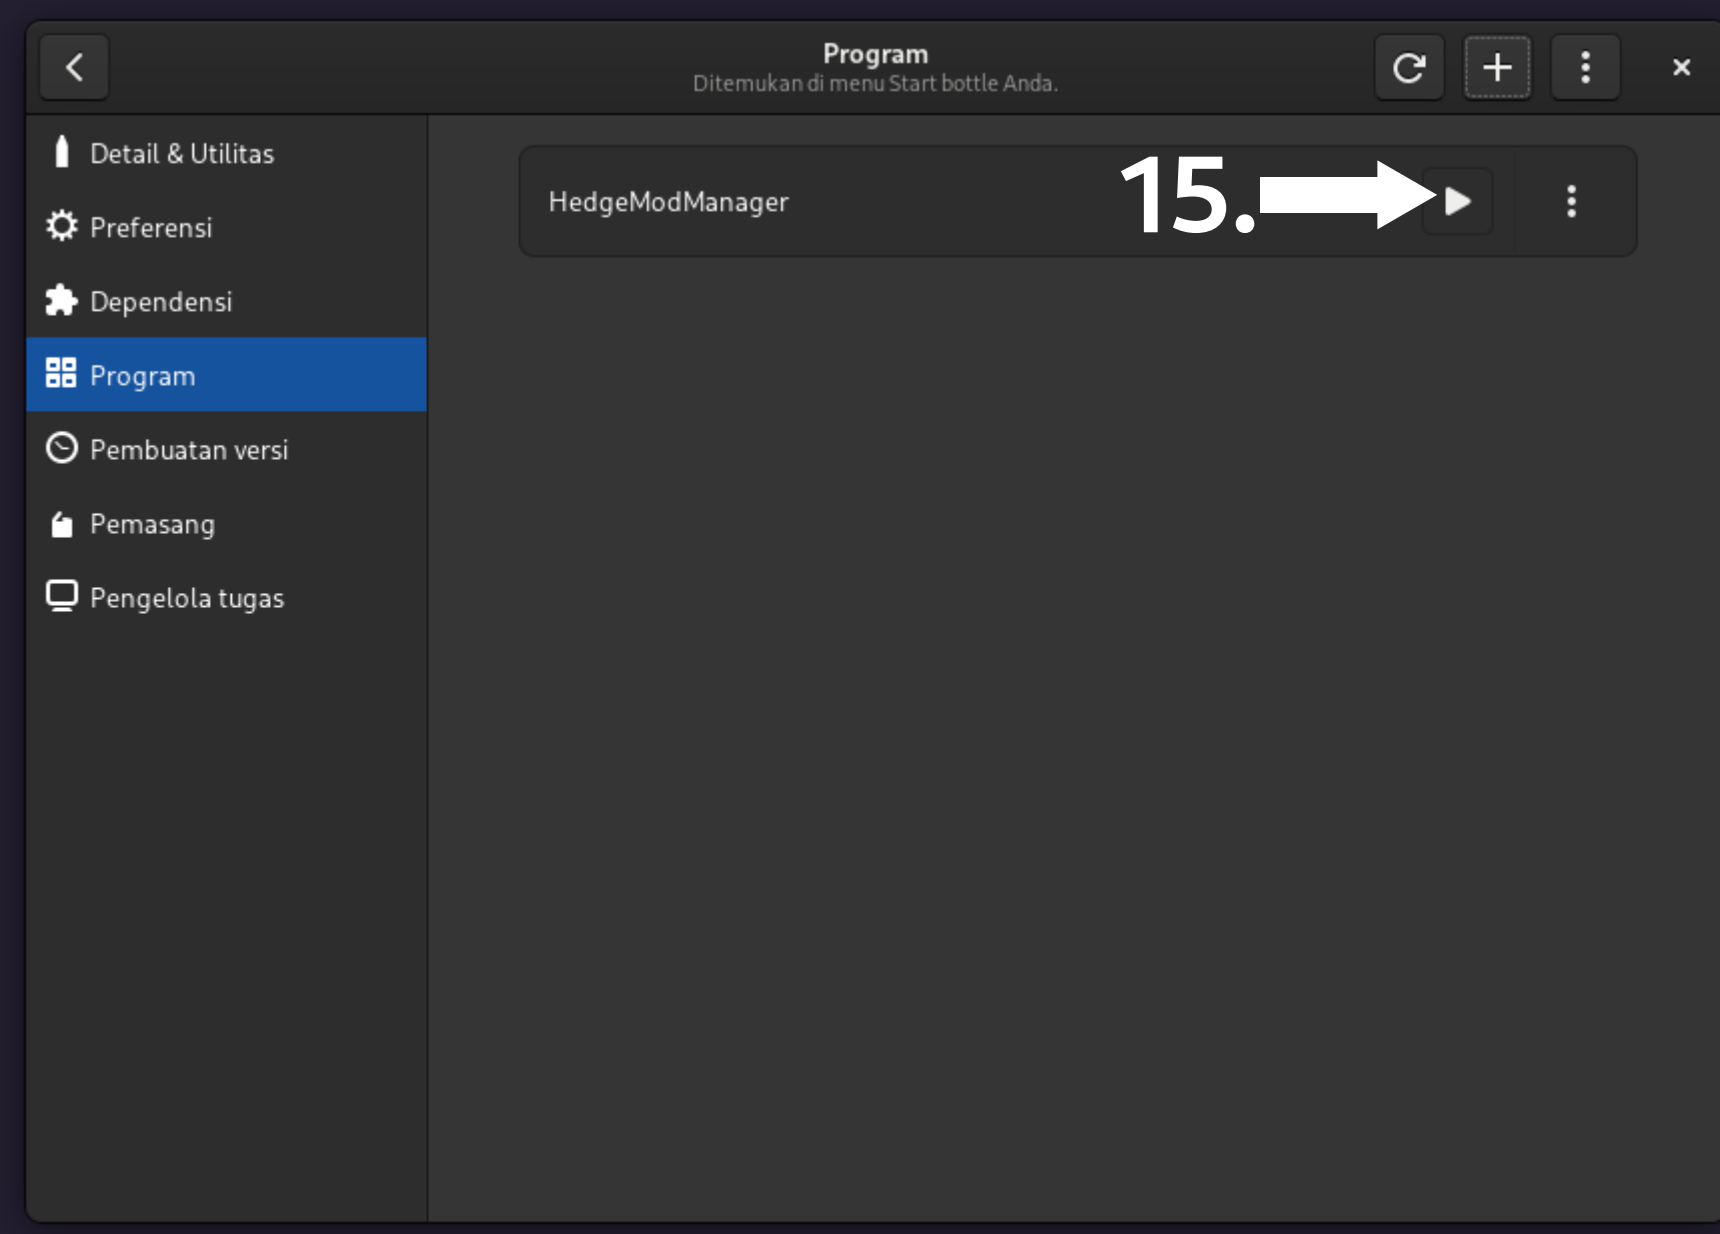 Program
Ditemukan di menu Start bottle Anda.
Detail & Utilitas
Preferensi
Dependensi
Program
Pembuatan versi
Pemasang
Pengelola tugas
HedgeModManager
15.